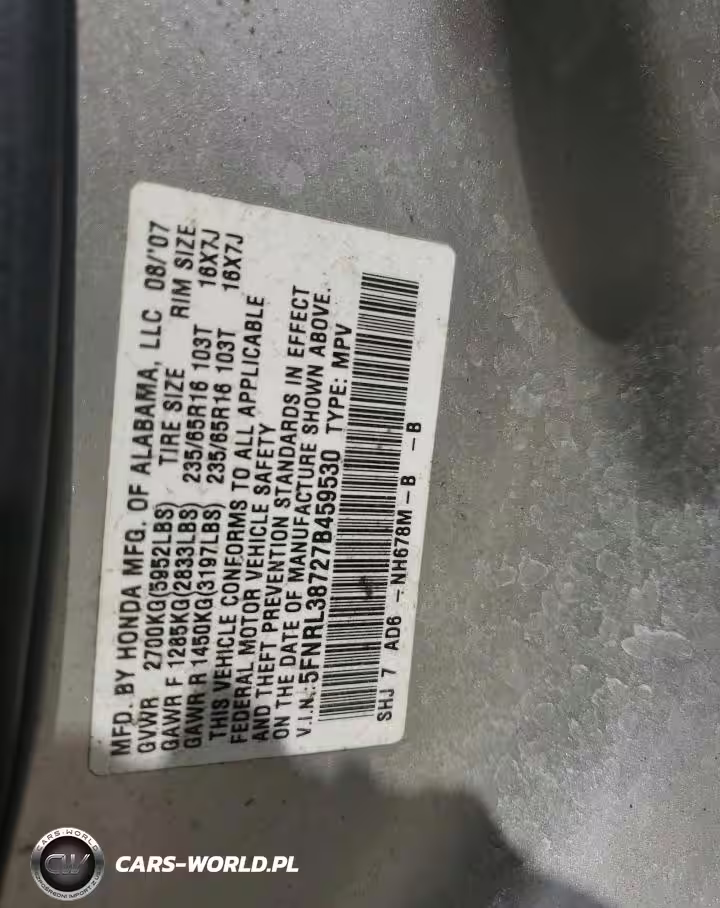 MFD. BY HONDA MFG. OF ALABAMA, LLC 08/'07
GVWR 2700KG(5952LBS) TIRE SIZE RIM SIZE
GAWR F 1285KG(2833LBS) 235/65R16 103T 16X7J
GAWR R 1450KG(3197LBS) 235/65R16 103T 16X7J
THIS VEHICLE CONFORMS TO ALL APPLICABLE
FEDERAL MOTOR VEHICLE SAFETY
AND THEFT PREVENTION STANDARDS IN EFFECT
ON THE DATE OF MANUFACTURE SHOWN ABOVE.
V.I.N.:5FNRL38727B459530 TYPE: MPV
SHJ 7 AD6 -NH678M-B -B
CARS-WORLD
CW
CARS-WORLD.PL